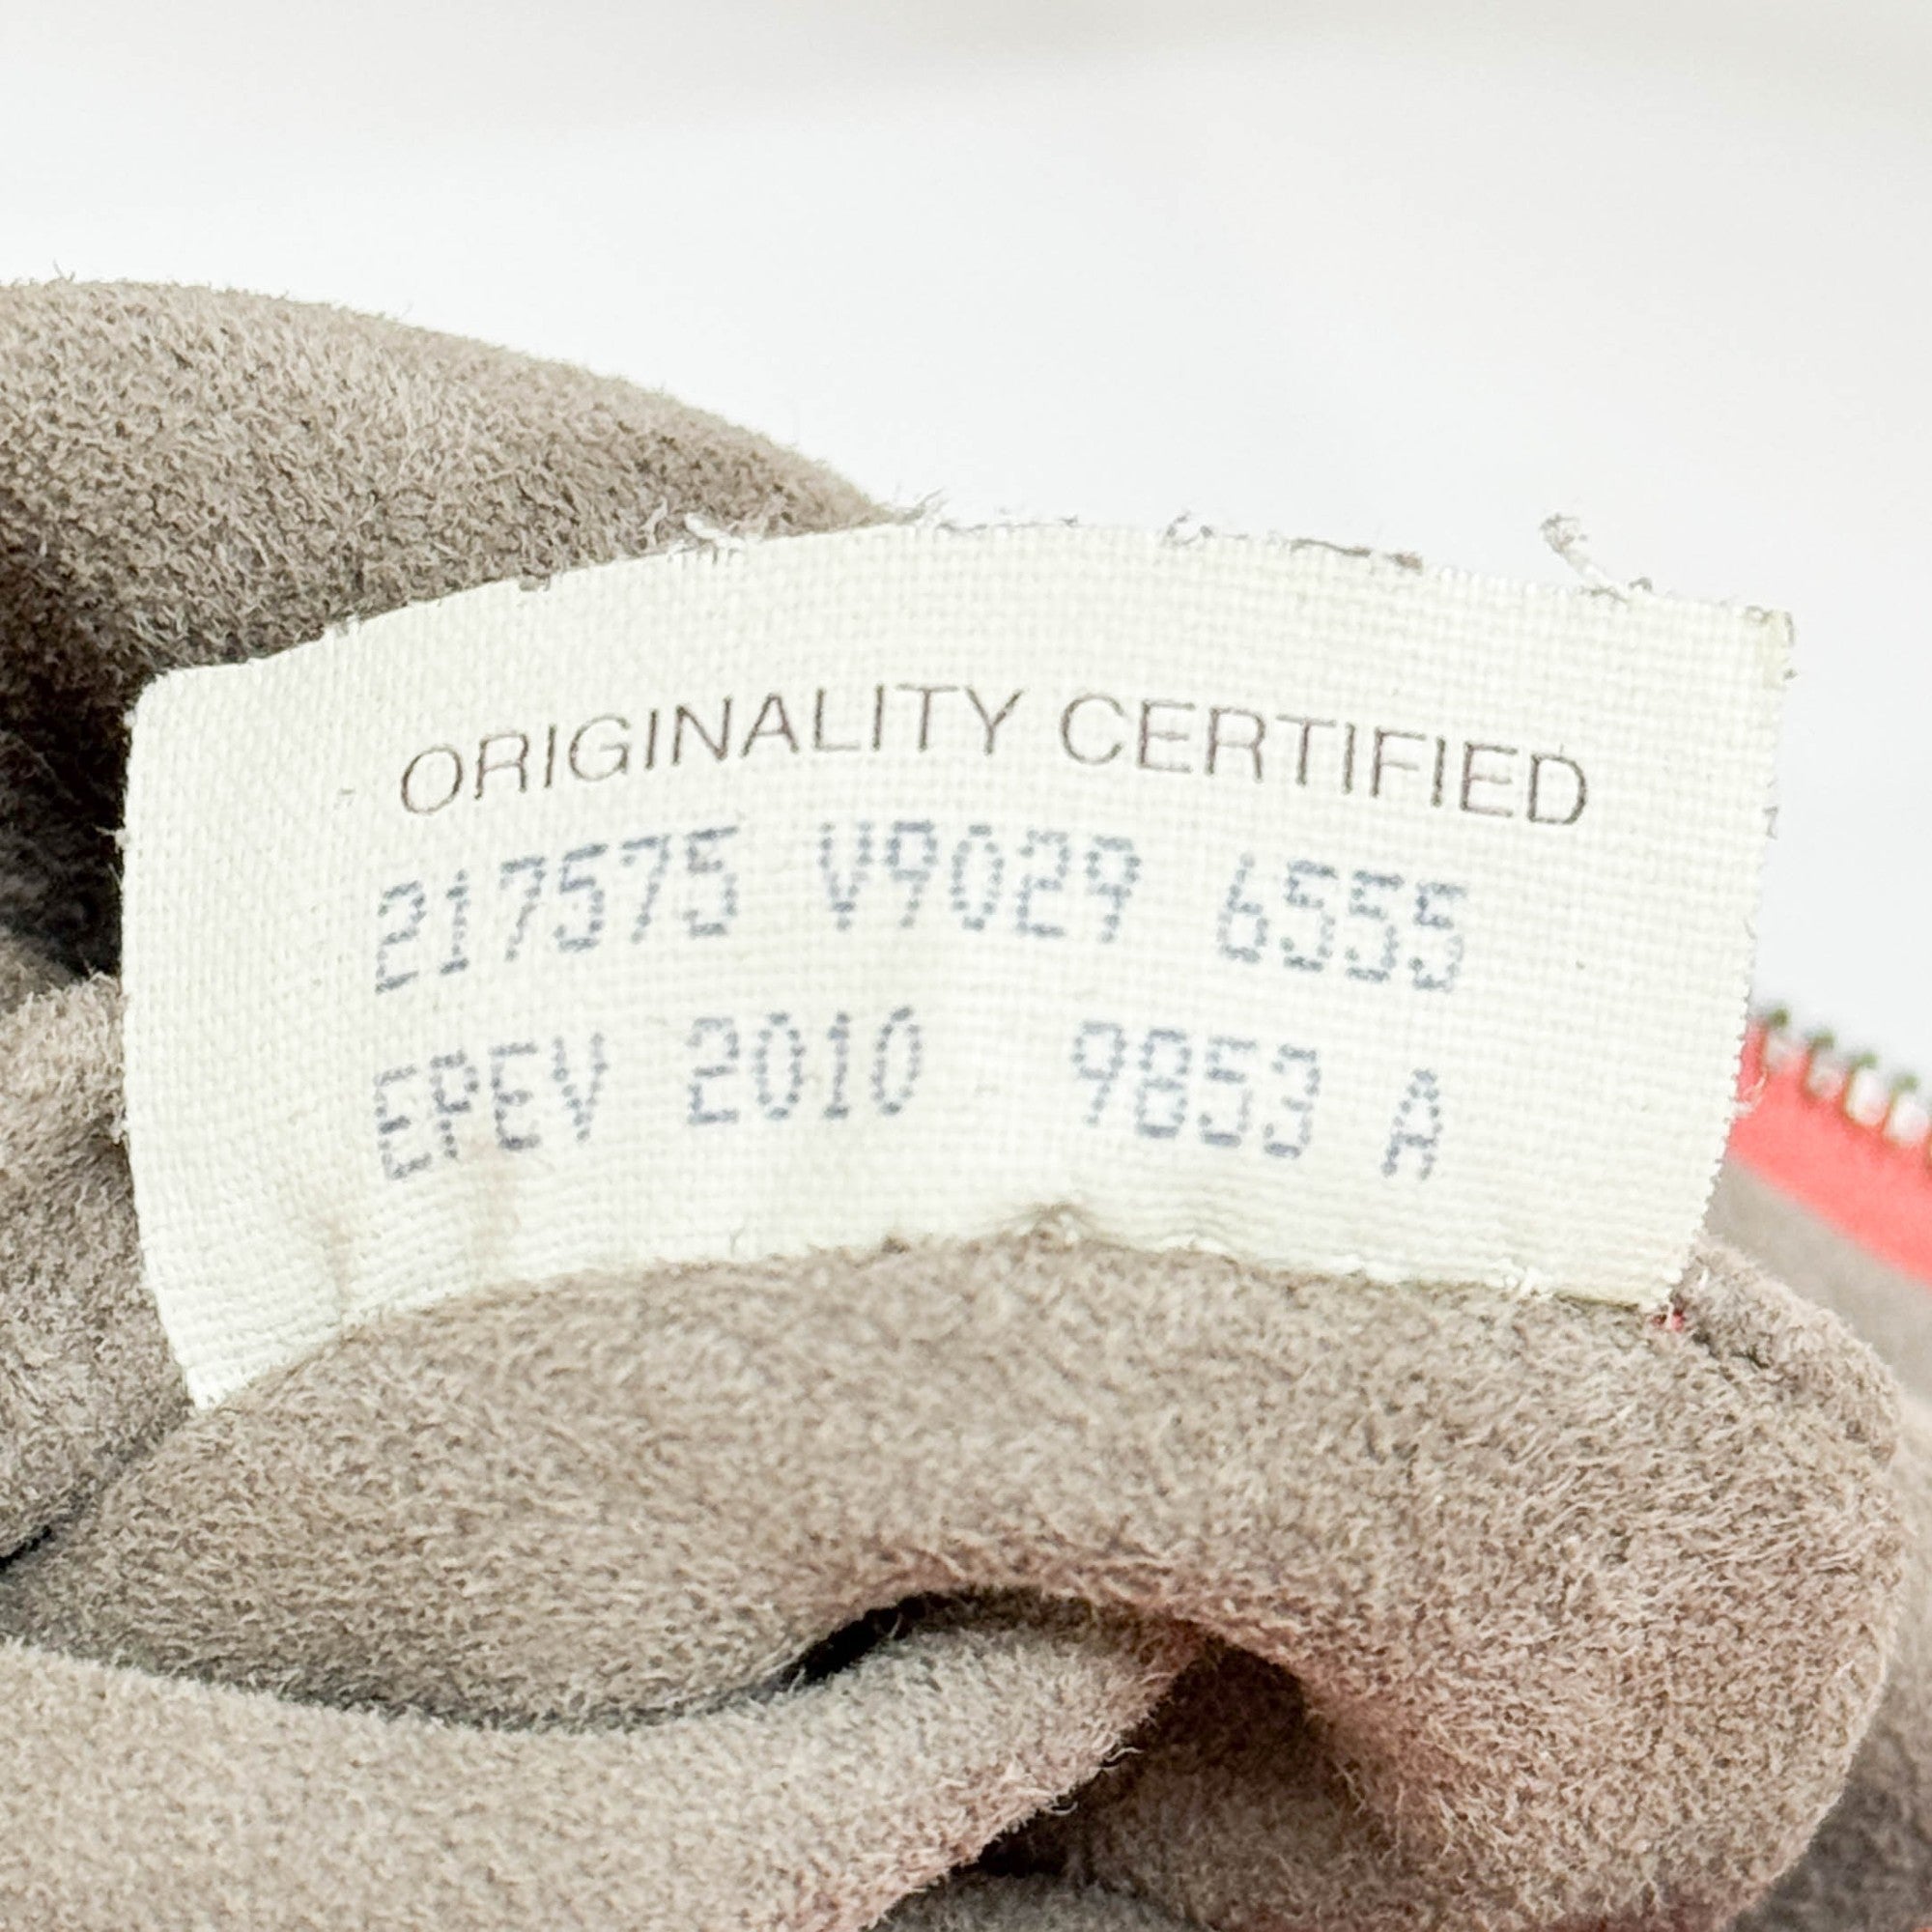 ORIGINALITY CERTIFIED
217575 V9029 6555
EPEV 2010 9853 A